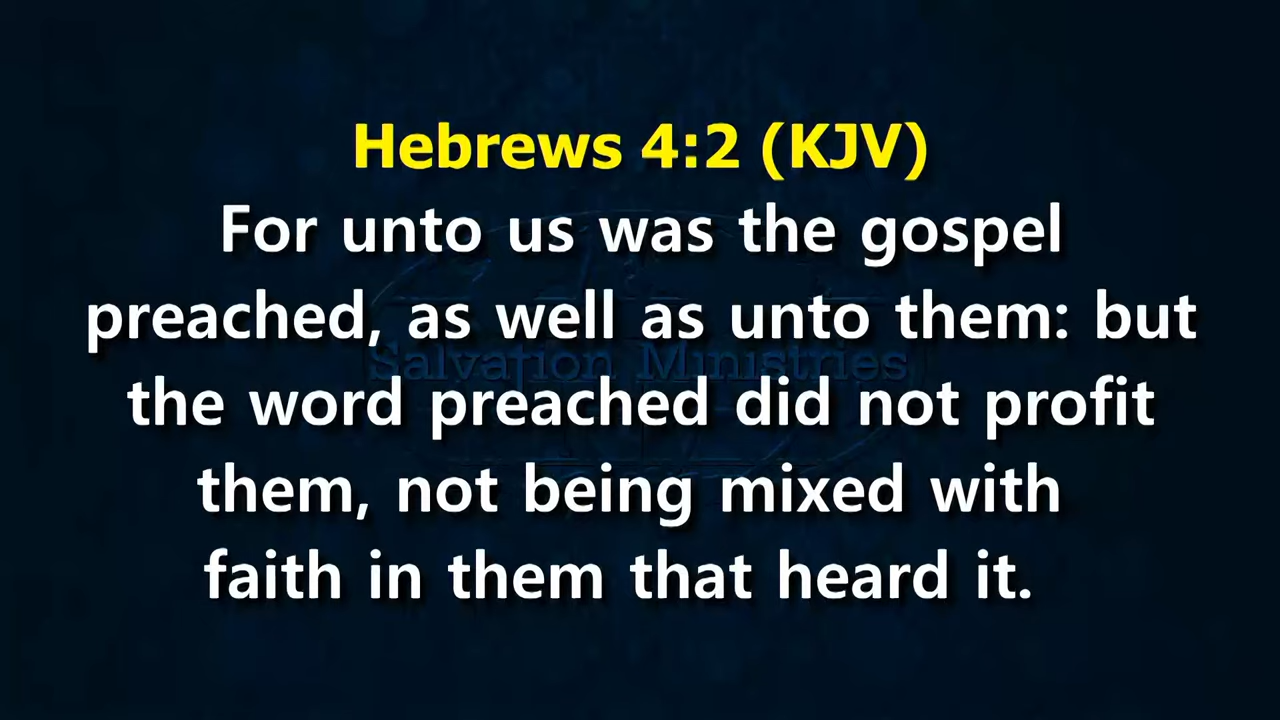 Hebrews 4:2 (KJV)
For unto us was the gospel
preached, as well as unto them: but
Salvation Ministries
the word preached did not profit
them, not being mixed with
faith in them that heard it.